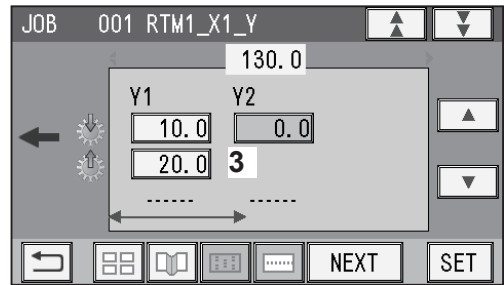 JOB 001 RTM1_X1_Y
130.0
Y1 Y2
10.0 0.0
20.0 3
------ ------
NEXT SET